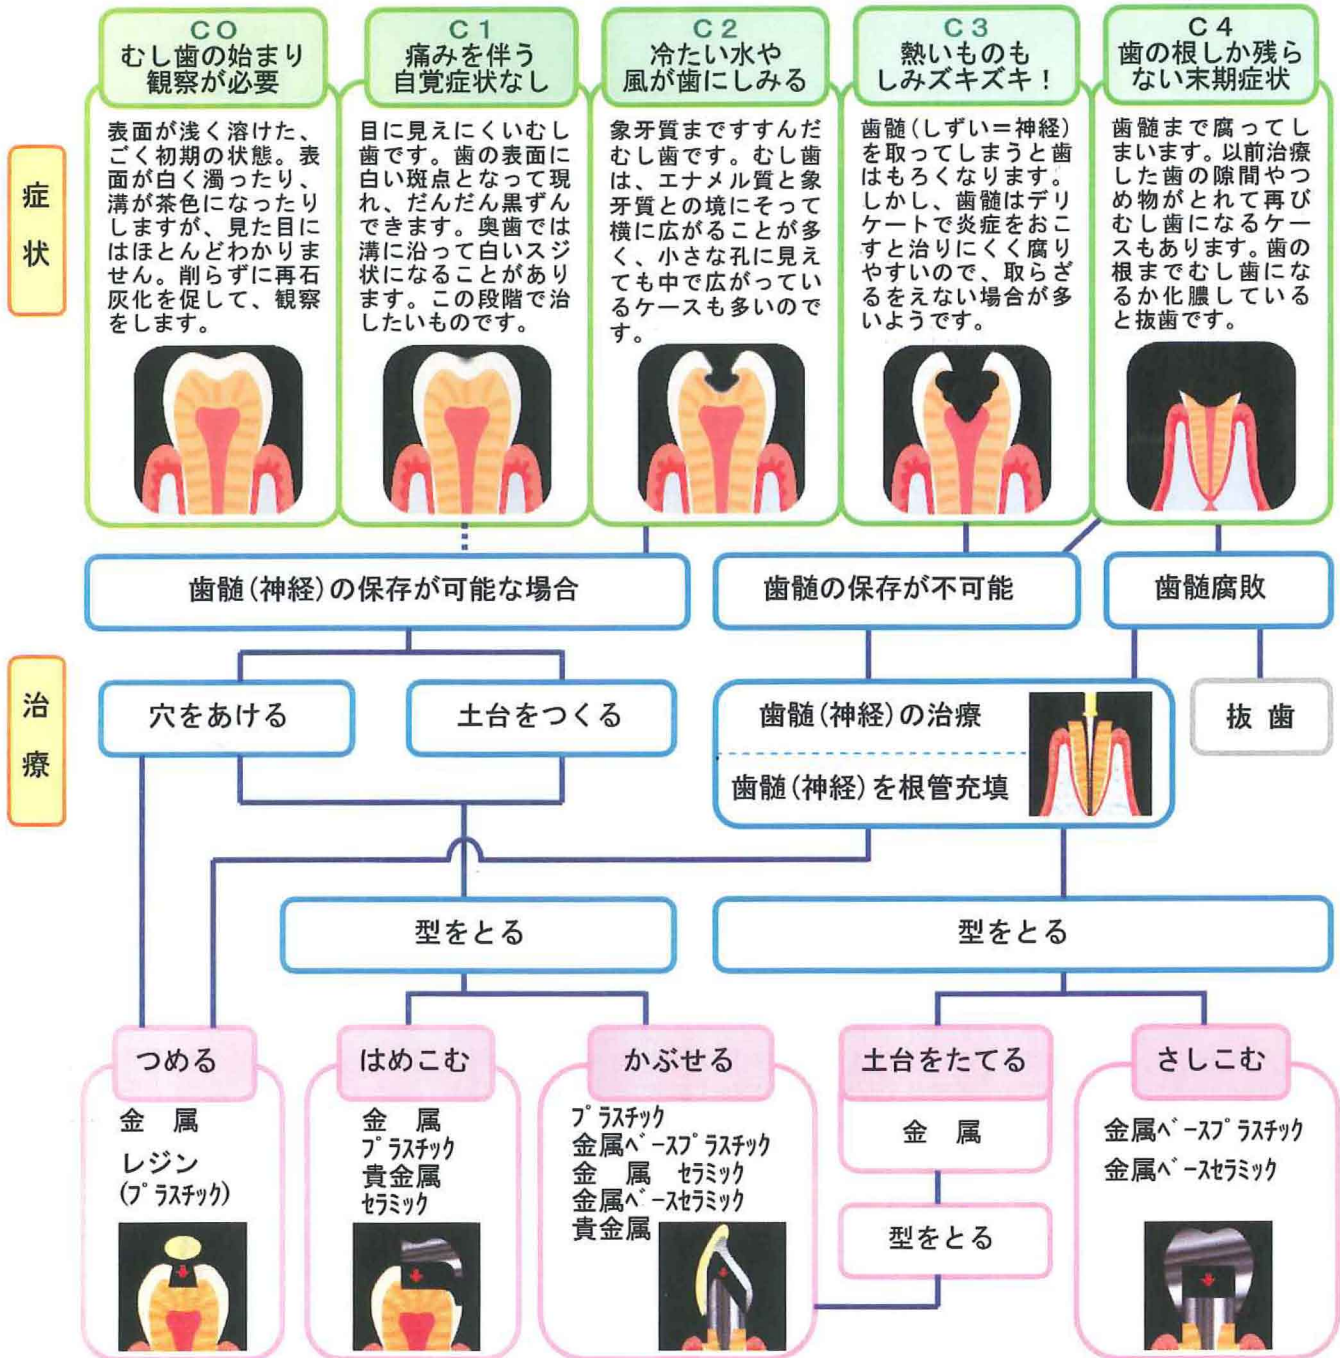 症状
C0
むし歯の始まり
観察が必要
表面が浅く溶けた、
ごく初期の状態。表
面が白く濁ったり、
溝が茶色になったり
しますが、見た目に
はほとんどわかりま
せん。削らずに再石
灰化を促して、観察
をします。
C1
痛みを伴う
自覚症状なし
目に見えにくいむし
歯です。歯の表面に
白い斑点となって現
れ、だんだん黒ずん
できます。奥歯では
溝に沿って白いスジ
状になることがあり
ます。この段階で治
したいものです。
C2
冷たい水や
風が歯にしみる
象牙質まですすんだ
むし歯です。むし歯
は、エナメル質と象
牙質との境にそって
横に広がることが多
く、小さな孔に見え
ても中で広がってい
るケースも多いので
す。
C3
熱いものも
しみズキズキ！
歯髄(しずい＝神経)
を取ってしまうと歯
はもろくなります。
しかし、歯髄はデリ
ケートで炎症をおこ
すと治りにくく腐り
やすいので、取らざ
るをえない場合が多
いようです。
C4
歯の根しか残ら
ない末期症状
歯髄まで腐ってし
まいます。以前治療
した歯の隙間やつ
め物がとれて再び
むし歯になるケー
スもあります。歯の
根までむし歯にな
るか化膿している
と抜歯です。
歯髄(神経)の保存が可能な場合
歯髄の保存が不可能
歯髄腐敗
治療
穴をあける
土台をつくる
歯髄(神経)の治療
歯髄(神経)を根管充填
抜 歯
型をとる
型をとる
つめる
金 属
レジン
(プラスチック)
はめこむ
金 属
プラスチック
貴金属
セラミック
かぶせる
プラスチック
金属ベースプラスチック
金 属 セラミック
金属ベースセラミック
貴金属
土台をたてる
金 属
型をとる
さしこむ
金属ベースプラスチック
金属ベースセラミック